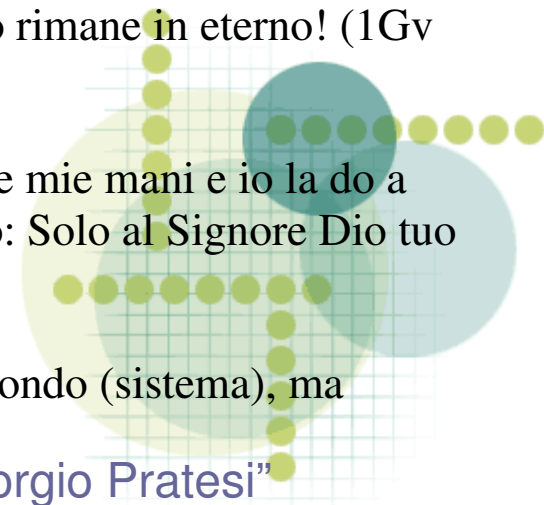 o rimane in eterno! (1Gv
e mie mani e io la do a
o: Solo al Signore Dio tuo
ondo (sistema), ma
orgio Pratesi”